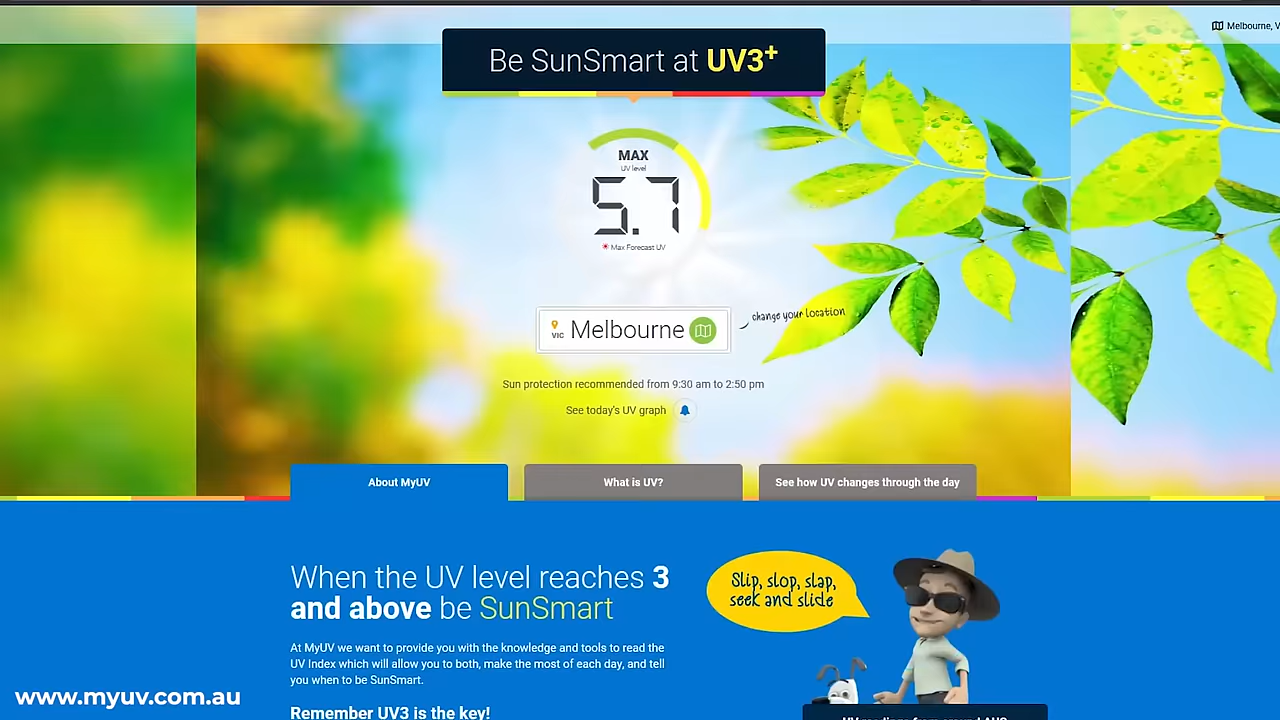 Melbourne, V
Be SunSmart at UV3+
MAX
UV level
5.7
Max Forecast UV
VIC
Melbourne
change your location
Sun protection recommended from 9:30 am to 2:50 pm
See today's UV graph
About MyUV
What is UV?
See how UV changes through the day
When the UV level reaches 3
and above be SunSmart
Slip, slop, slap,
seek and slide
At MyUV we want to provide you with the knowledge and tools to read the
UV Index which will allow you to both, make the most of each day, and tell
you when to be SunSmart.
www.myuv.com.au
Remember UV3 is the key!